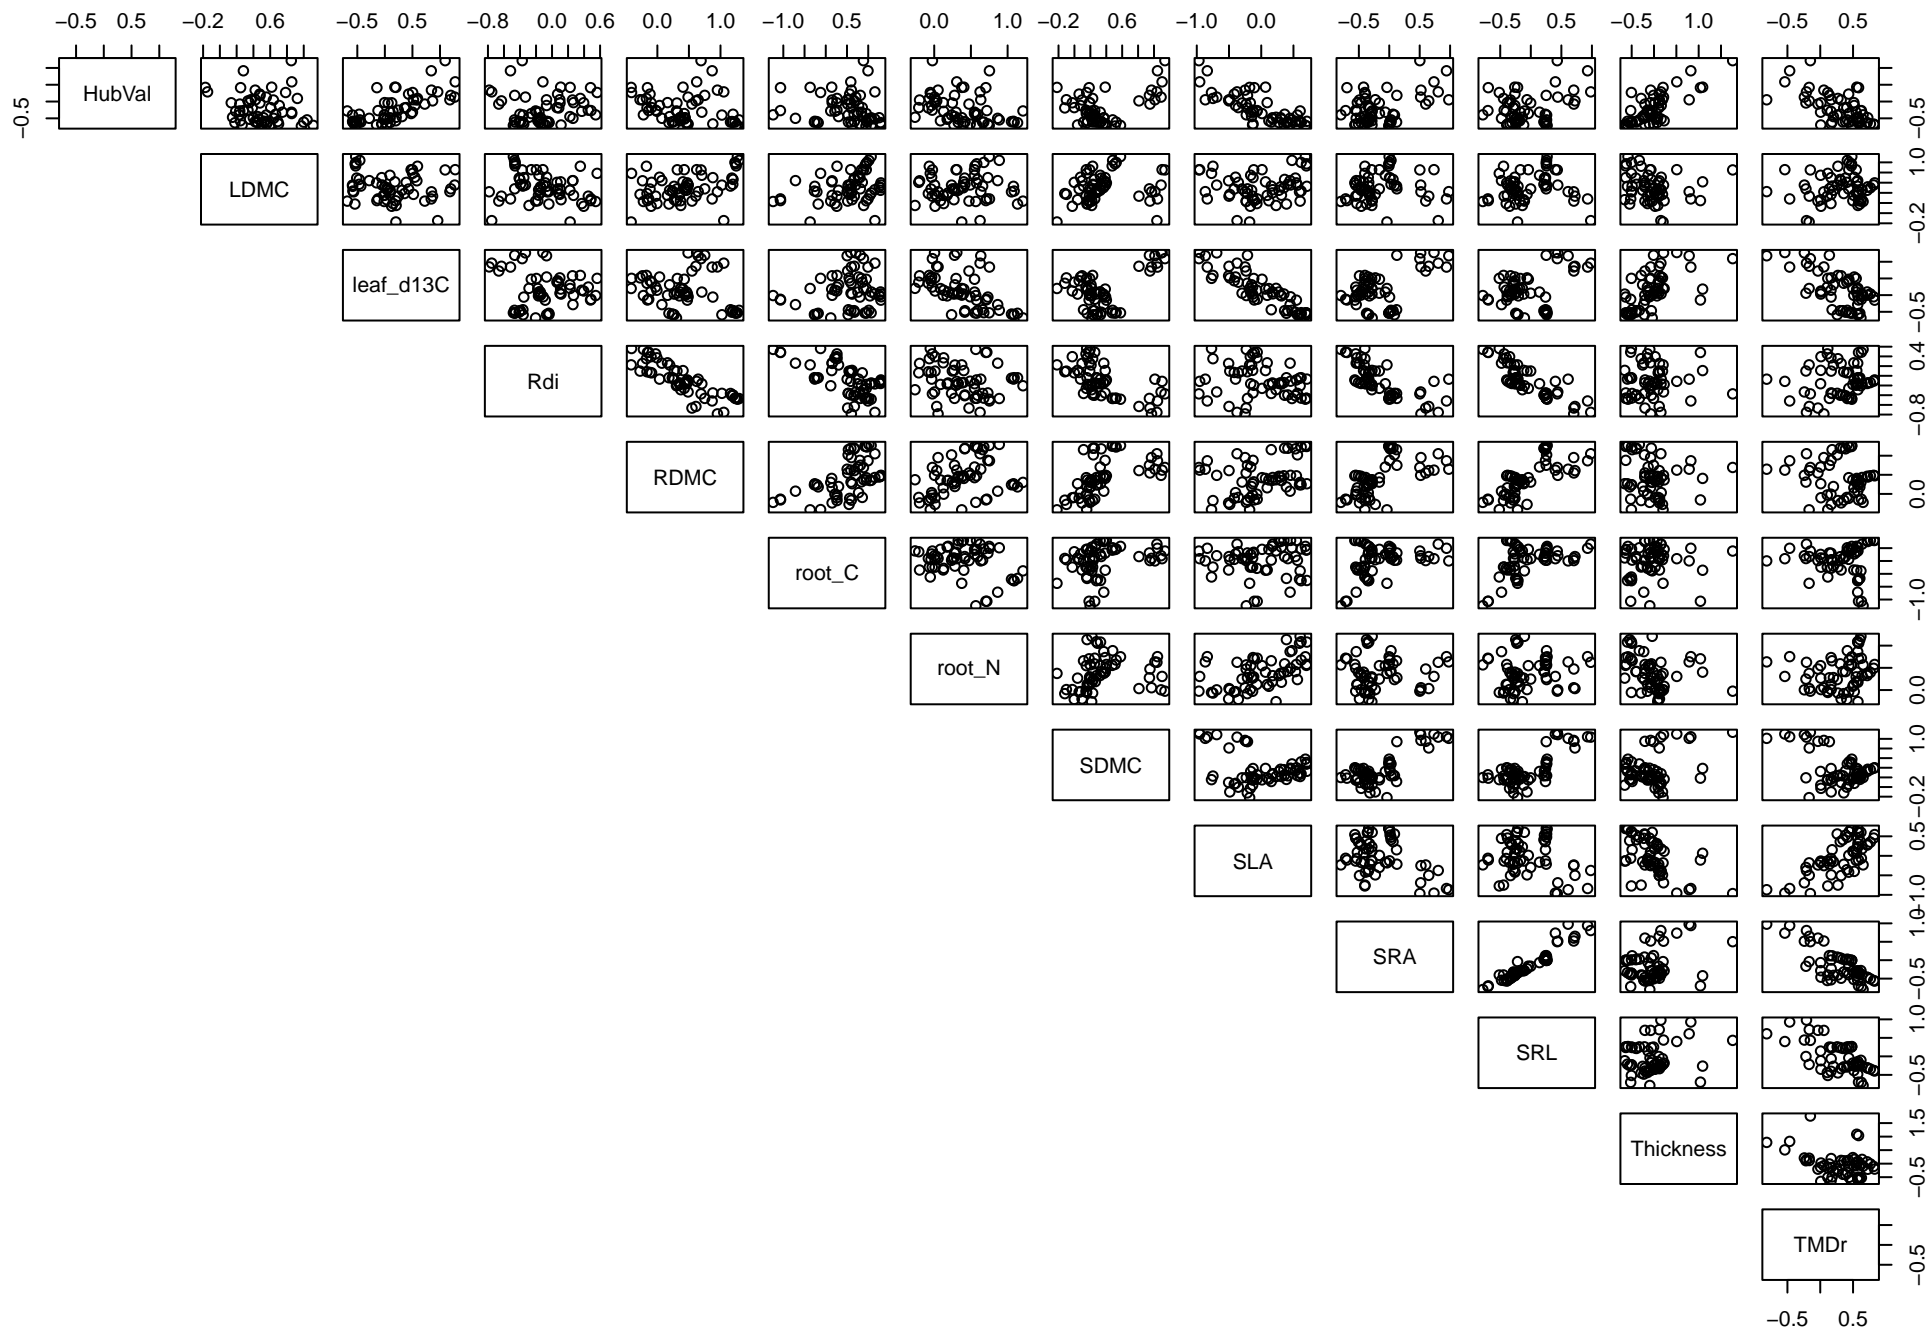 −0.5 0.5 −0.2 0.6 −0.5 0.5 −0.8 0.0 0.6 0.0 1.0 −1.0 0.5 0.0 1.0 −0.2 0.6 −1.0 0.0 −0.5 0.5 −0.5 0.5 −0.5 1.0 −0.5 0.5
−0.5 HubVal −0.5
LDMC −0.2 1.0
leaf_d13C −0.5
Rdi −0.8 0.4
RDMC 0.0
root_C −1.0
root_N 0.0
SDMC −0.2 1.0
SLA −1.0 0.5
SRA −0.5 1.0
SRL −0.5 1.0
Thickness −0.5 1.5
TMDr −0.5
−0.5 0.5